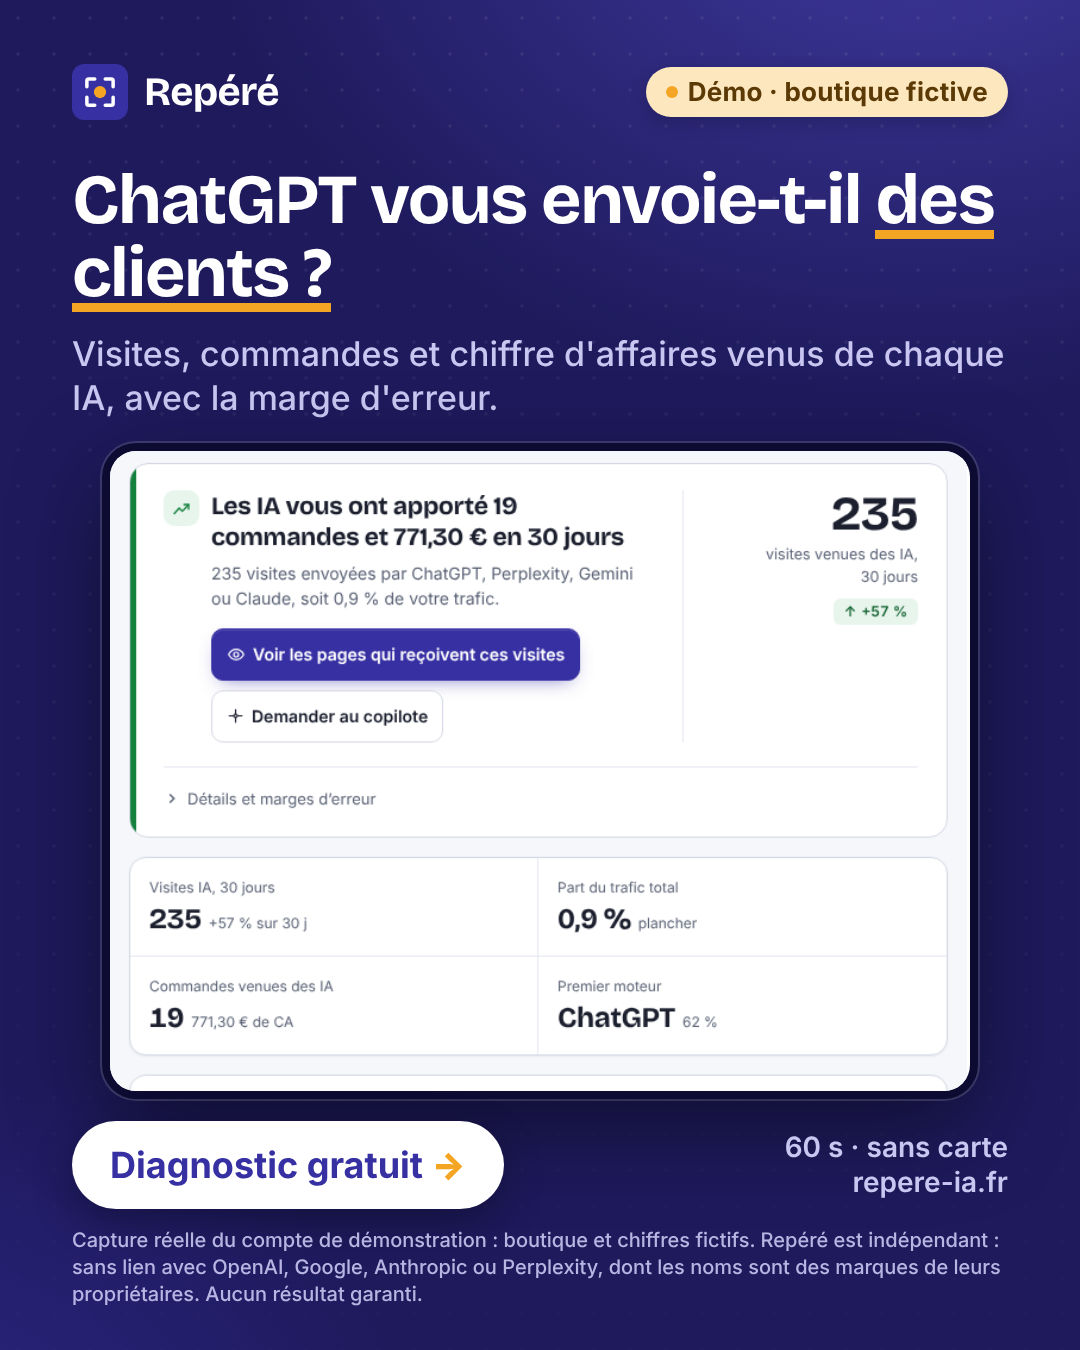 Repéré
Démo · boutique fictive
ChatGPT vous envoie-t-il des
clients ?
Visites, commandes et chiffre d'affaires venus de chaque
IA, avec la marge d'erreur.
Les IA vous ont apporté 19
commandes et 771,30 € en 30 jours
235 visites envoyées par ChatGPT, Perplexity, Gemini
ou Claude, soit 0,9 % de votre trafic.
Voir les pages qui reçoivent ces visites
Demander au copilote
235
visites venues des IA,
30 jours
↑ +57 %
Détails et marges d’erreur
Visites IA, 30 jours
235 +57 % sur 30 j
Part du trafic total
0,9 % plancher
Commandes venues des IA
19 771,30 € de CA
Premier moteur
ChatGPT 62 %
Diagnostic gratuit →
60 s · sans carte
repere-ia.fr
Capture réelle du compte de démonstration : boutique et chiffres fictifs. Repéré est indépendant :
sans lien avec OpenAI, Google, Anthropic ou Perplexity, dont les noms sont des marques de leurs
propriétaires. Aucun résultat garanti.